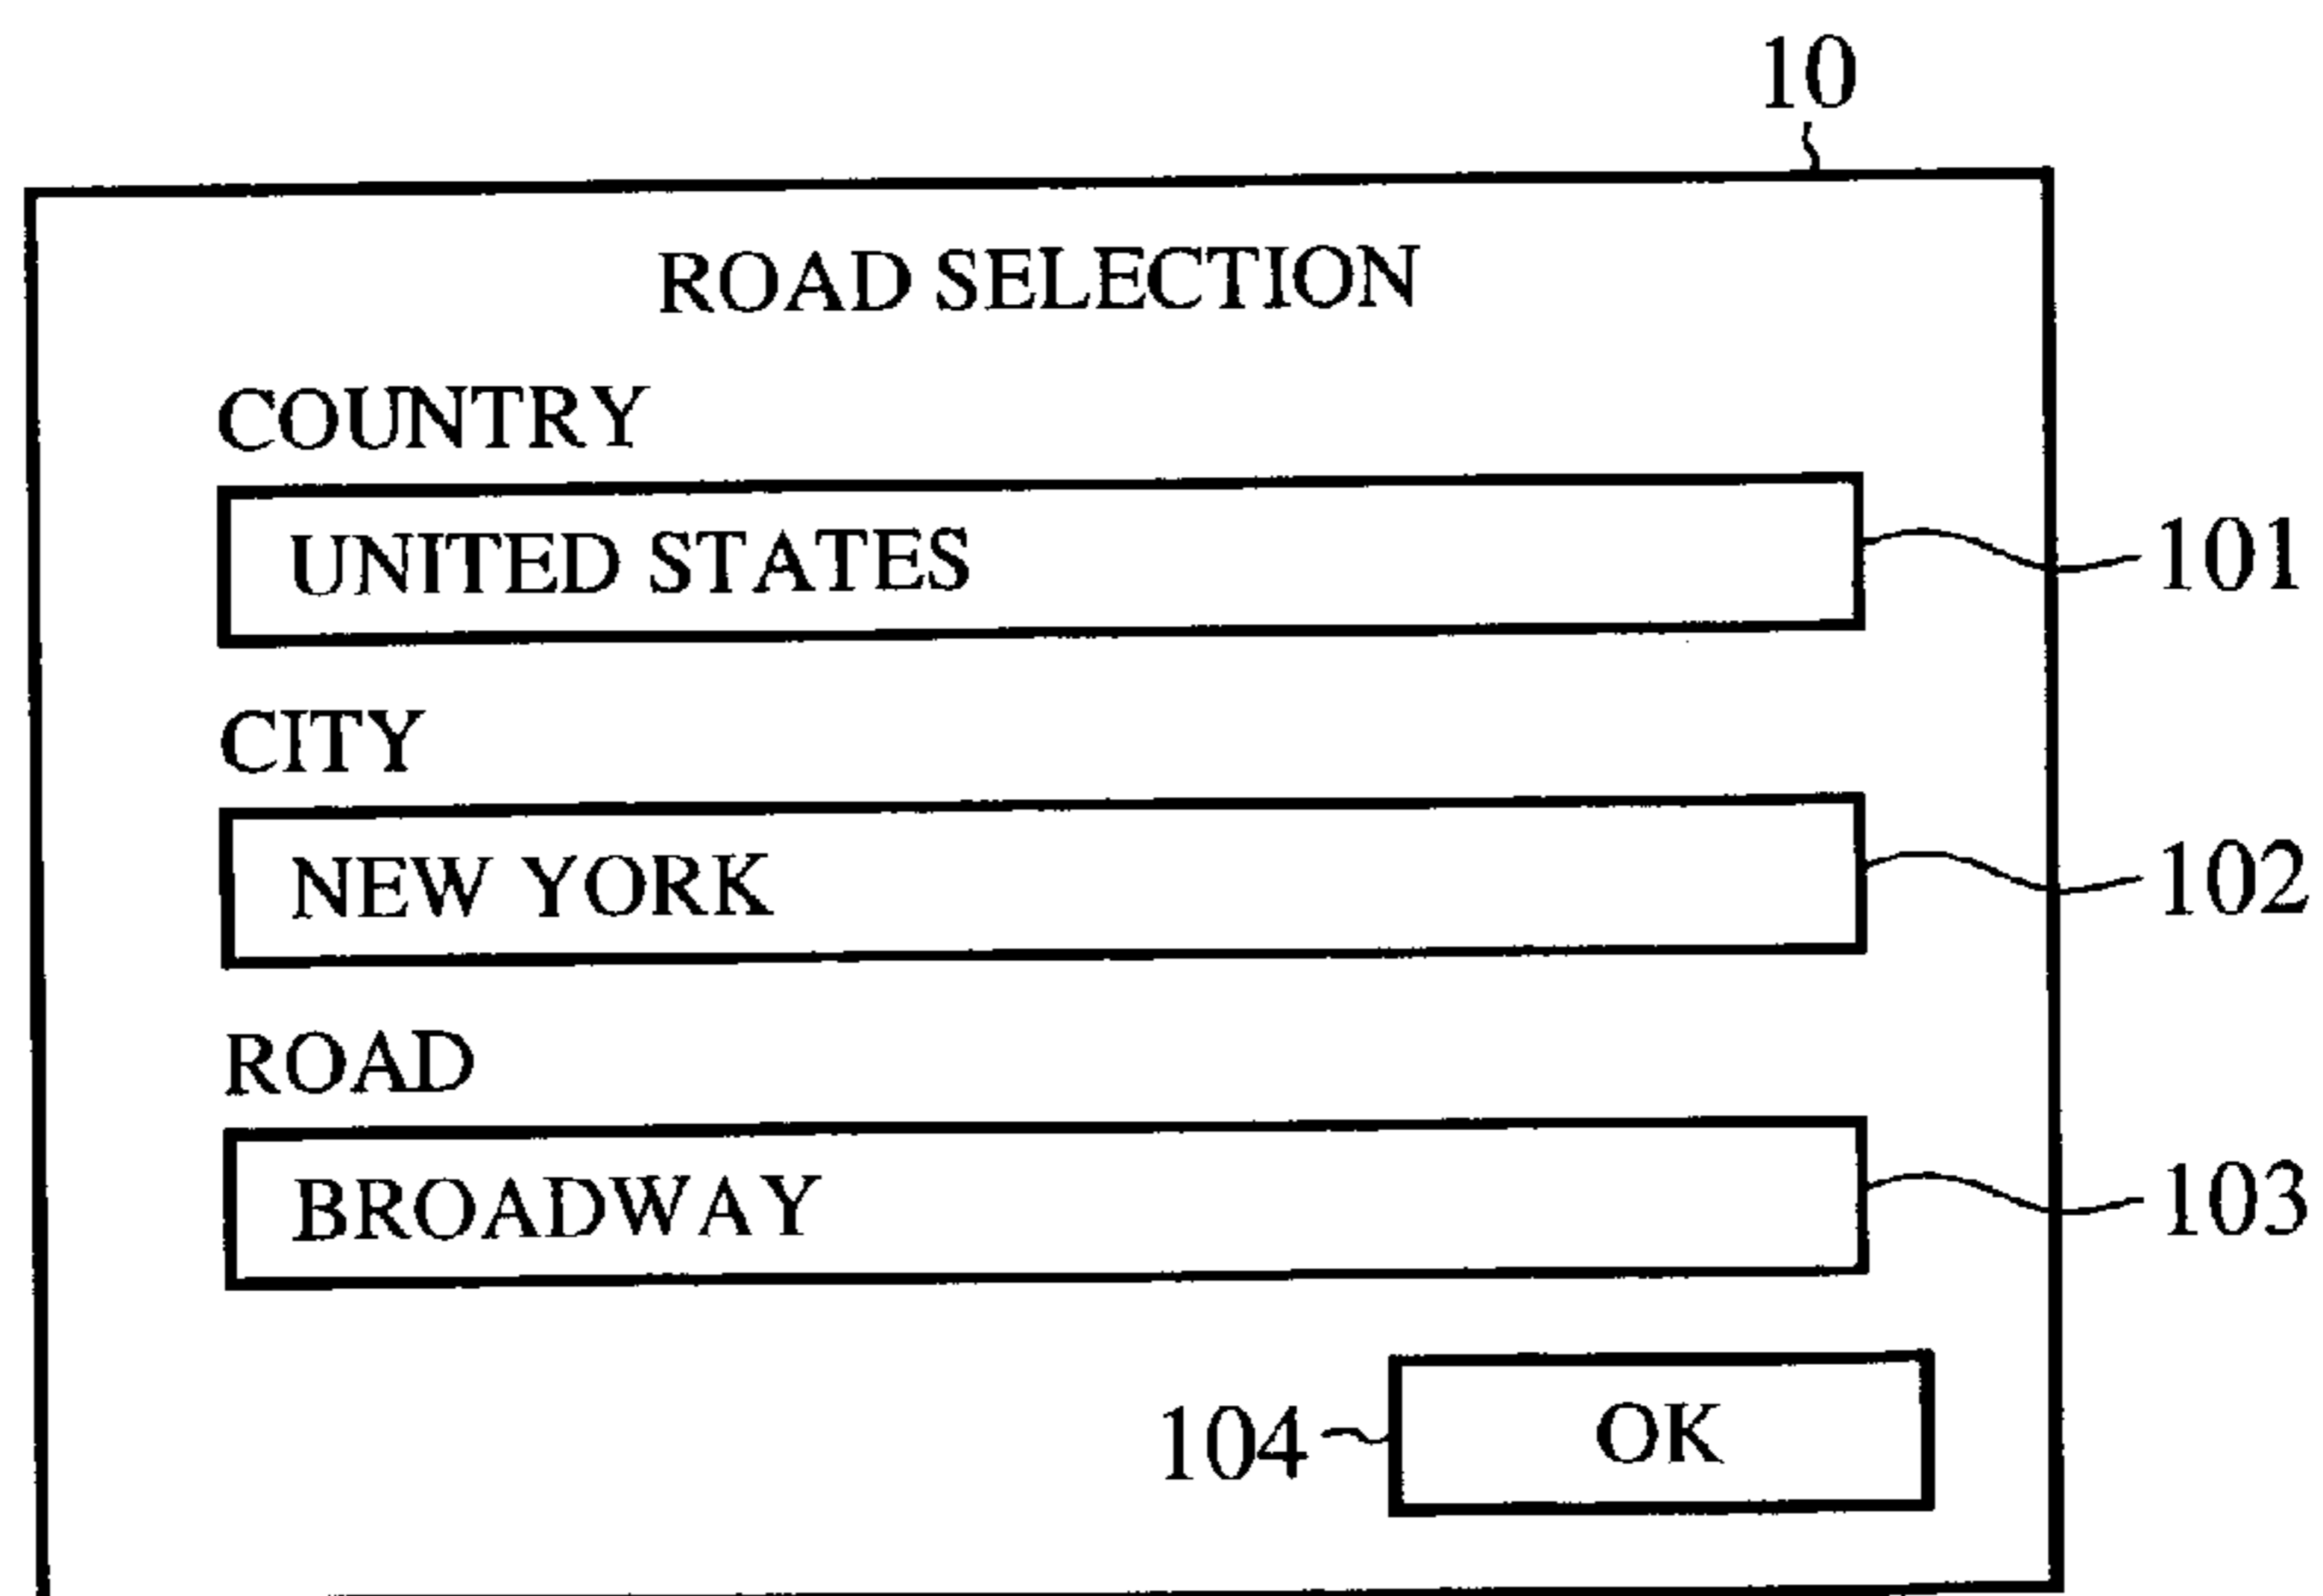 10
ROAD SELECTION
COUNTRY
UNITED STATES
101
CITY
NEW YORK
102
ROAD
BROADWAY
103
104
OK